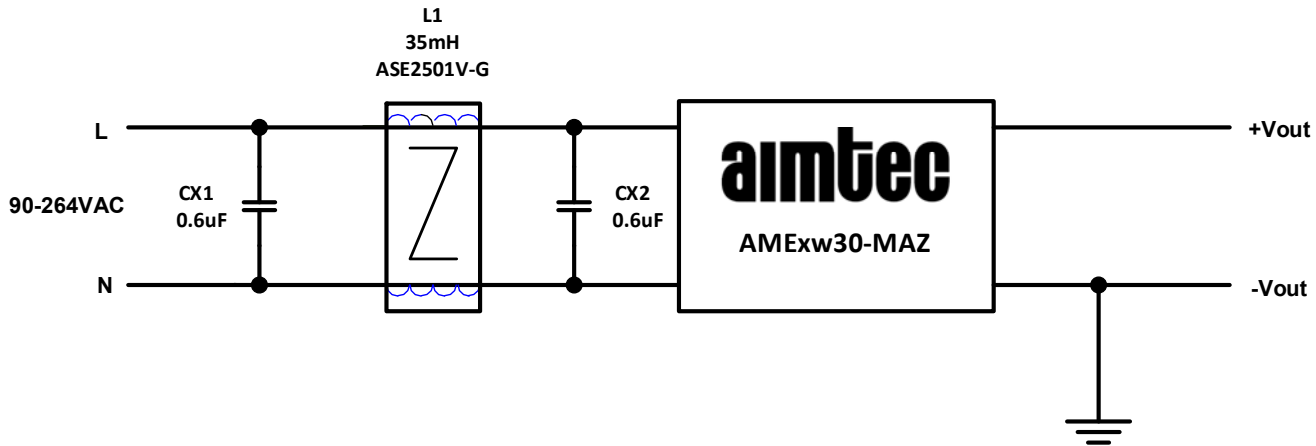 L1
35mH
ASE2501V-G
L
+Vout
aimtec
CX1
0.6uF
CX2
0.6uF
90-264VAC
AMExw30-MAZ
N
-Vout